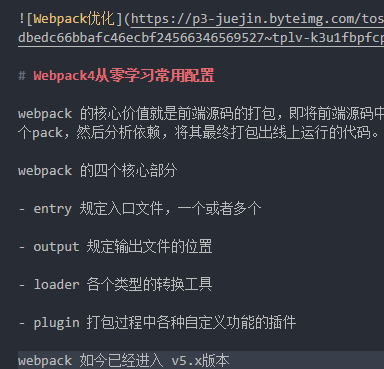 ![Webpack优化](https://p3-juejin.byteimg.com/tos
dbedc66bbafc46ecbf24566346569527~tplv-k3u1fbpfcp
# Webpack4从零学习常用配置
webpack 的核心价值就是前端源码的打包，即将前端源码中
个pack，然后分析依赖，将其最终打包出线上运行的代码。
webpack 的四个核心部分
- entry 规定入口文件，一个或者多个
- output 规定输出文件的位置
- loader 各个类型的转换工具
- plugin 打包过程中各种自定义功能的插件
webpack 如今已经进入 v5.x版本